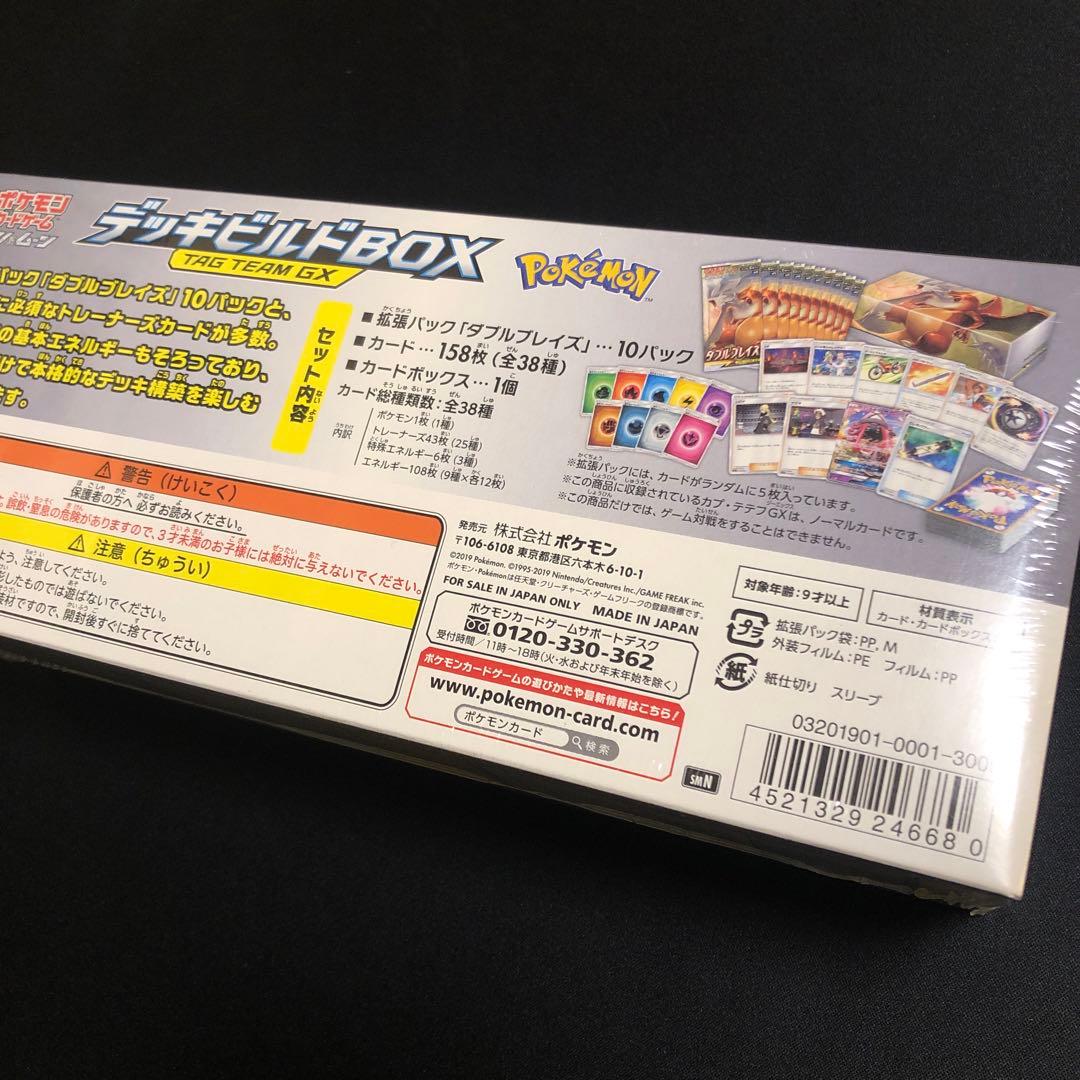 ポケモン
カードゲーム
サン&ムーン
デッキビルドBOX
TAG TEAM GX
POKéMON
パック「ダブルブレイズ」10パックと、
に必須なトレーナーズカードが多数。
の基本エネルギーもそろっており、
けで本格的なデッキ構築を楽しむ
ます。
セット内容
■拡張パック「ダブルブレイズ」…10パック
■カード…158枚(全38種)
■カードボックス…1個
カード総種類数:全38種
内訳
ポケモン1枚(1種)
トレーナーズ43枚(25種)
特殊エネルギー6枚(3種)
エネルギー108枚(9種×各12枚)
ダブルブレイズ
※拡張パックには、カードがランダムに5枚入っています。
※この商品に収録されているカプ・テテフGXは、ノーマルカードです。
※この商品だけでは、ゲーム対戦をすることはできません。
警告(けいこく)
保護者の方へ 必ずお読みください。
誤飲・窒息の危険がありますので、3才未満のお子様には絶対に与えないでください。
注意(ちゅうい)
よう、注意してください。
形したものでは遊ばないでください。
装材ですので、開封後すぐに捨ててください。
発売元 株式会社 ポケモン
〒106-6108 東京都港区六本木6-10-1
©2019 Pokémon. ©1995-2019 Nintendo/Creatures Inc./GAME FREAK inc.
ポケモン・Pokémonは任天堂・クリーチャーズ・ゲームフリークの登録商標です。
FOR SALE IN JAPAN ONLY MADE IN JAPAN
ポケモンカードゲームサポートデスク
0120-330-362
受付時間/11時~18時(火・水および年末年始を除く)
ポケモンカードゲームの遊びかたや最新情報はこちら!
www.pokemon-card.com
ポケモンカード 検索
SMN
対象年齢:9才以上
材質表示
カード・カードボックス
プラ
拡張パック袋:PP, M
外装フィルム:PE フィルム:PP
紙
紙仕切り スリーブ
03201901-0001-300
4521329 246680